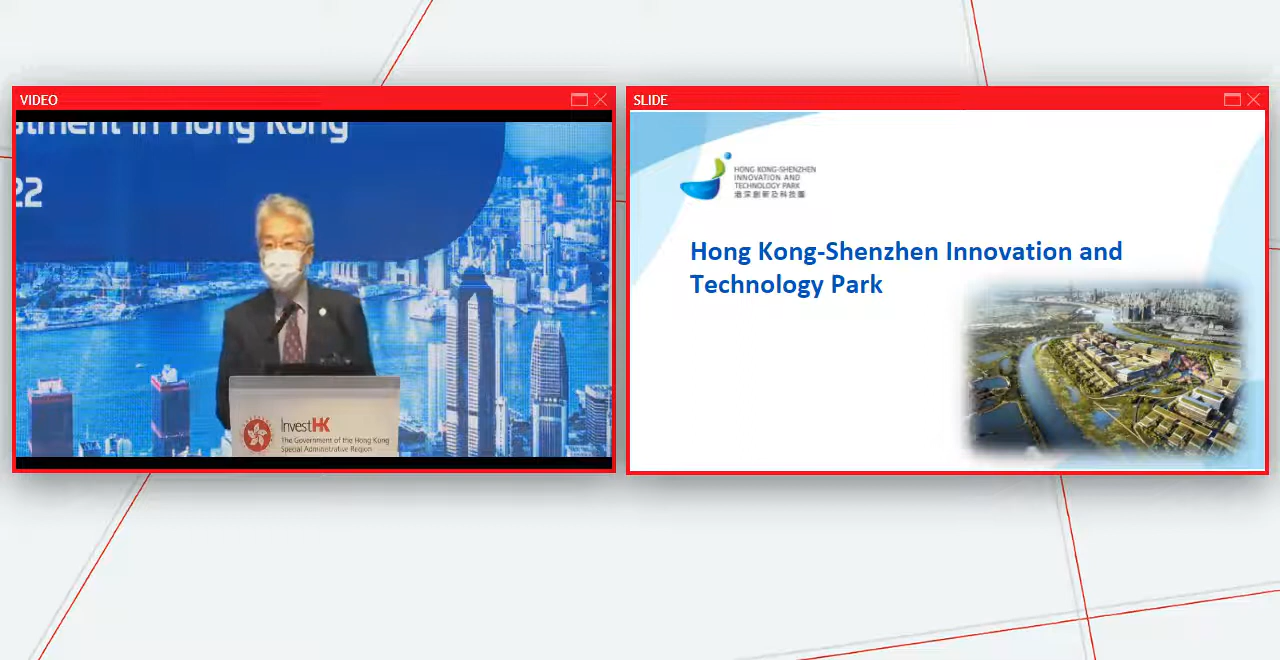 VIDEO
stment in Hong Kong
22
InvestHK
The Government of the Hong Kong
Special Administrative Region
SLIDE
HONG KONG-SHENZHEN
INNOVATION AND
TECHNOLOGY PARK
港深創新及科技園
Hong Kong-Shenzhen Innovation and
Technology Park